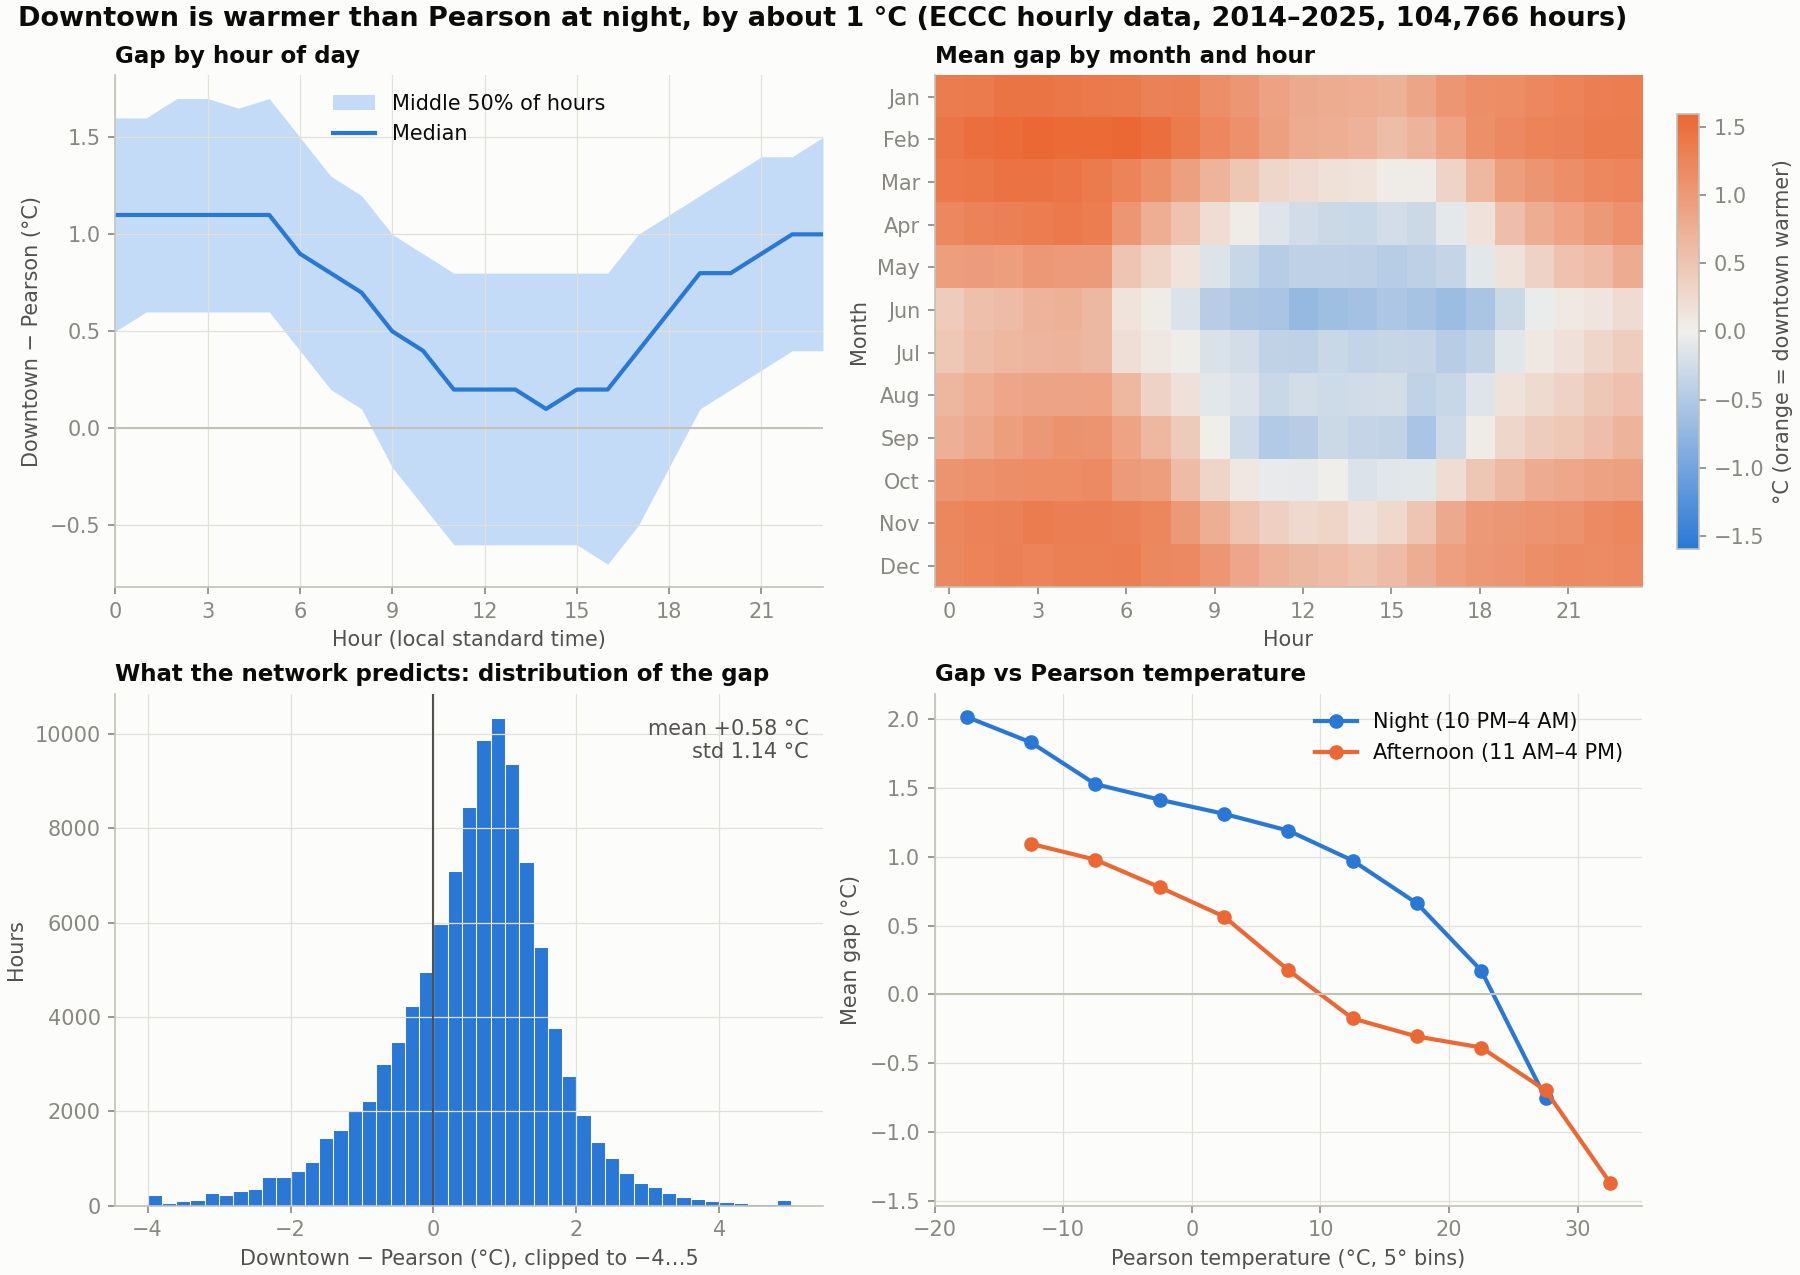 Downtown is warmer than Pearson at night, by about 1 °C (ECCC hourly data, 2014–2025, 104,766 hours)
Gap by hour of day
Middle 50% of hours
Median
1.5
1.0
0.5
0.0
−0.5
Downtown − Pearson (°C)
0 3 6 9 12 15 18 21
Hour (local standard time)
Mean gap by month and hour
Jan
Feb
Mar
Apr
May
Jun
Jul
Aug
Sep
Oct
Nov
Dec
Month
0 3 6 9 12 15 18 21
Hour
1.5
1.0
0.5
0.0
−0.5
−1.0
−1.5
°C (orange = downtown warmer)
What the network predicts: distribution of the gap
mean +0.58 °C
std 1.14 °C
10000
8000
6000
4000
2000
0
Hours
−4 −2 0 2 4
Downtown − Pearson (°C), clipped to −4…5
Gap vs Pearson temperature
Night (10 PM–4 AM)
Afternoon (11 AM–4 PM)
2.0
1.5
1.0
0.5
0.0
−0.5
−1.0
−1.5
Mean gap (°C)
−20 −10 0 10 20 30
Pearson temperature (°C, 5° bins)